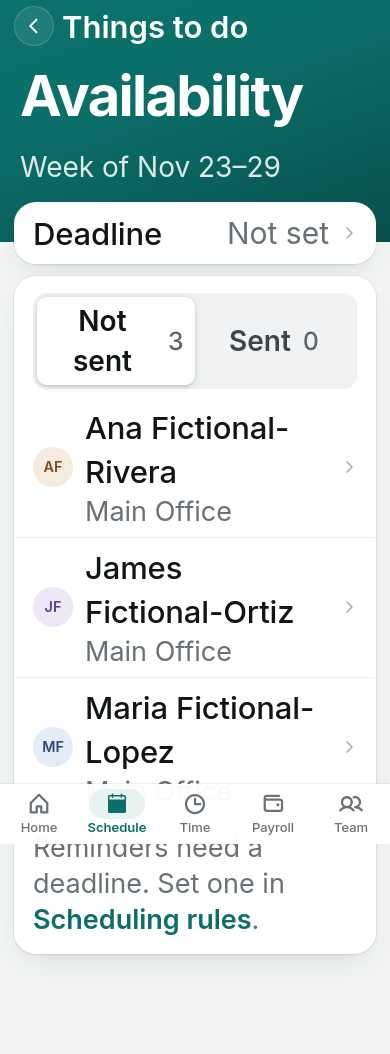 Things to do
Availability
Week of Nov 23–29
Deadline Not set
Not sent 3
Sent 0
AF
Ana Fictional-
Rivera
Main Office
JF
James
Fictional-Ortiz
Main Office
MF
Maria Fictional-
Lopez
Main Office
Home Schedule Time Payroll Team
Reminders need a
deadline. Set one in
Scheduling rules.